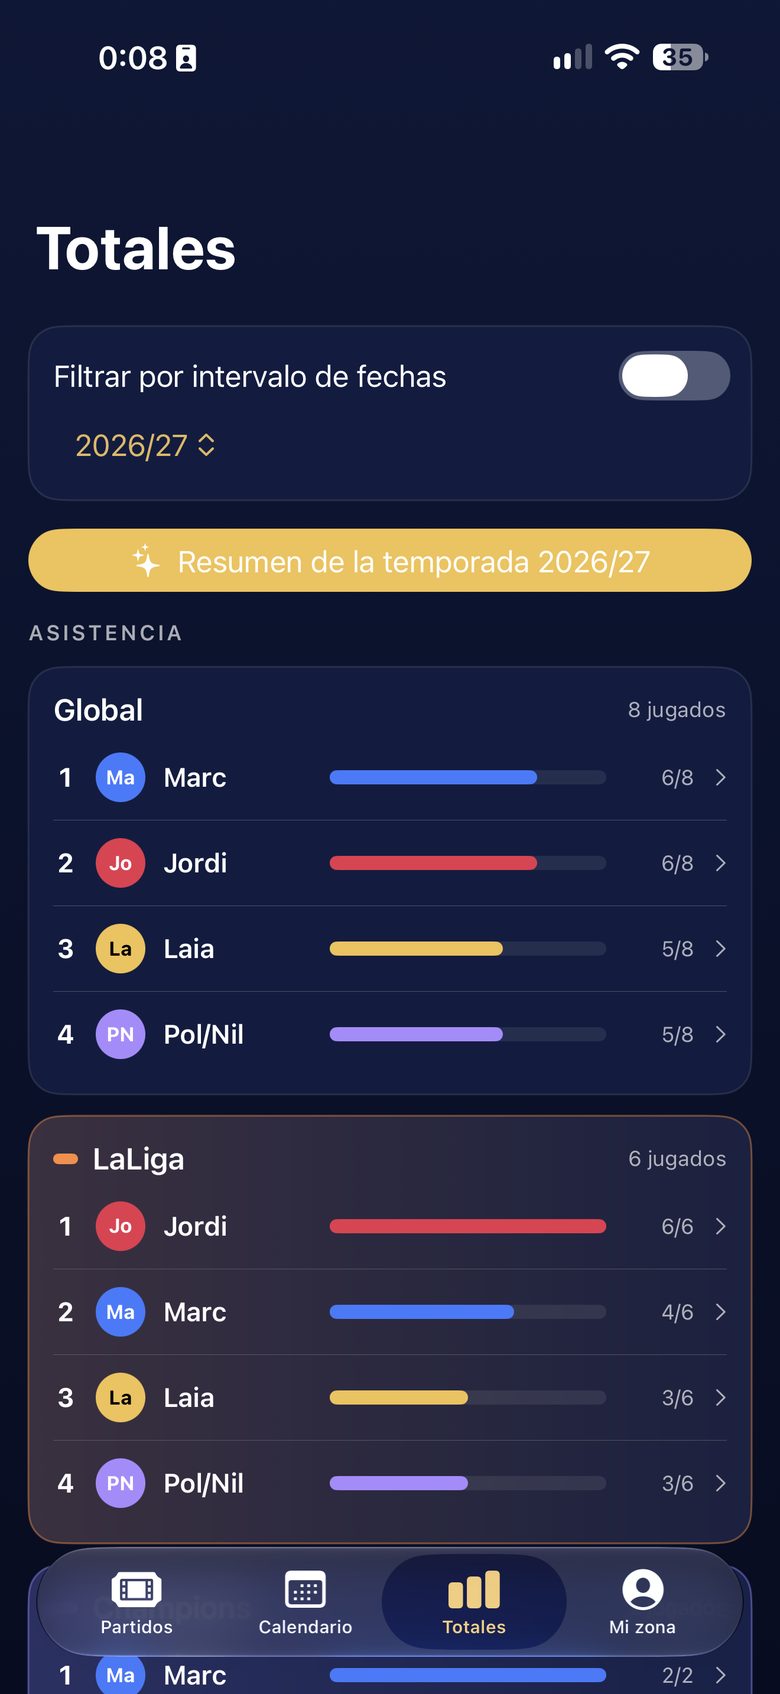 0:08
35
Totales
Filtrar por intervalo de fechas
2026/27
Resumen de la temporada 2026/27
ASISTENCIA
Global 8 jugados
1 Ma Marc 6/8
2 Jo Jordi 6/8
3 La Laia 5/8
4 PN Pol/Nil 5/8
LaLiga 6 jugados
1 Jo Jordi 6/6
2 Ma Marc 4/6
3 La Laia 3/6
4 PN Pol/Nil 3/6
Champions
Partidos Calendario Totales Mi zona
1 Ma Marc 2/2